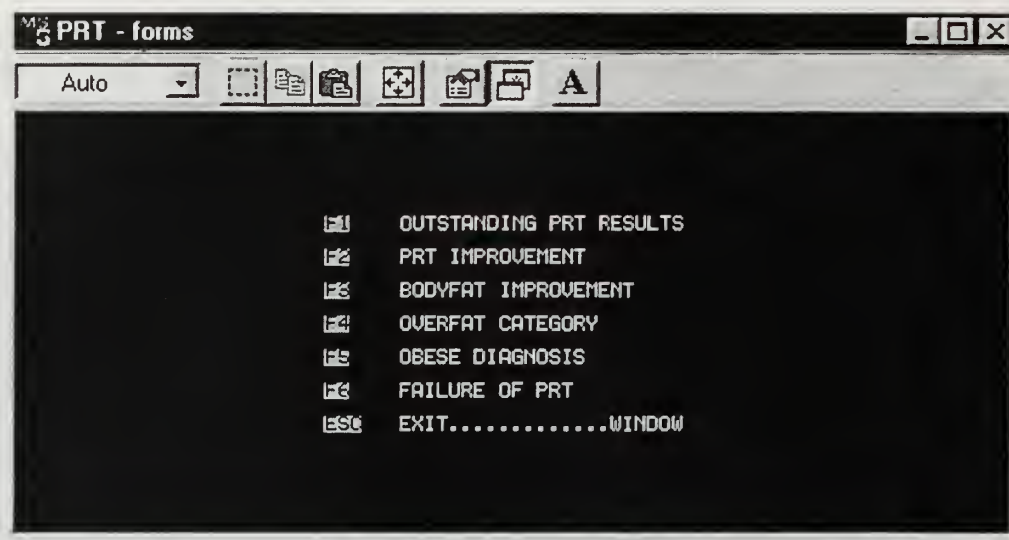 MS PRT - forms
Auto
A
F1 OUTSTANDING PRT RESULTS
F2 PRT IMPROVEMENT
F3 BODYFAT IMPROVEMENT
F4 OVERFAT CATEGORY
F5 OBESE DIAGNOSIS
F6 FAILURE OF PRT
ESC EXIT.............WINDOW